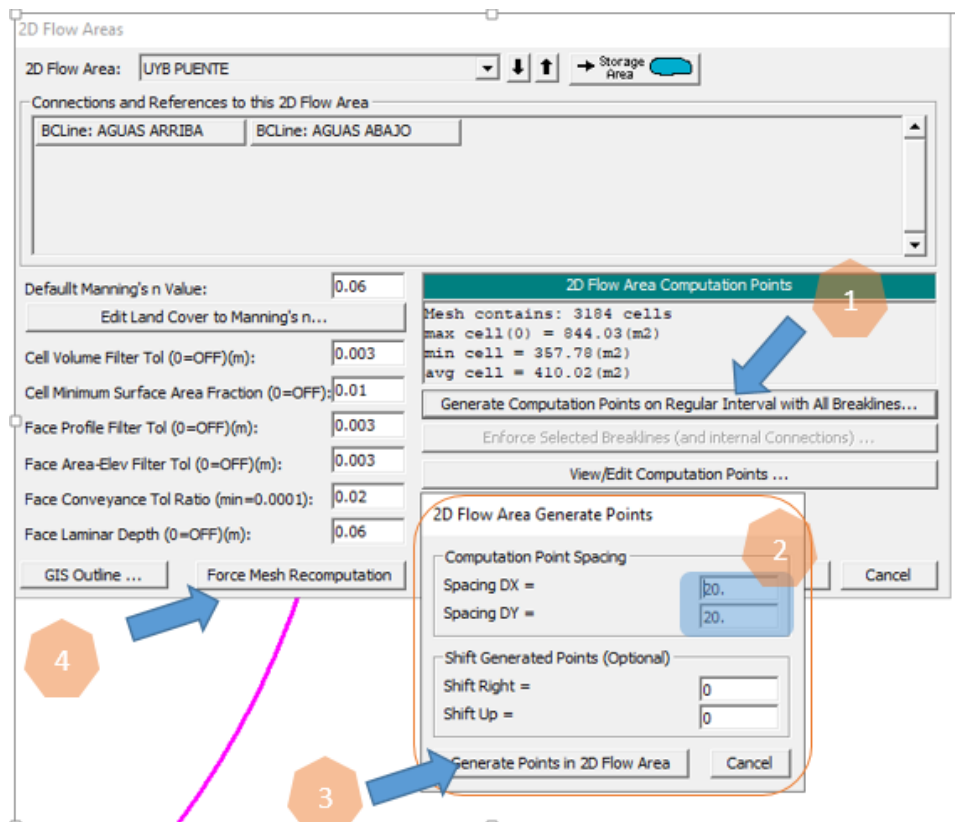 2D Flow Areas
2D Flow Area: UYB PUENTE
Storage Area
Connections and References to this 2D Flow Area
BCLine: AGUAS ARRIBA BCLine: AGUAS ABAJO
Defaullt Manning's n Value: 0.06
Edit Land Cover to Manning's n...
Cell Volume Filter Tol (0=OFF)(m): 0.003
Cell Minimum Surface Area Fraction (0=OFF): 0.01
Face Profile Filter Tol (0=OFF)(m): 0.003
Face Area-Elev Filter Tol (0=OFF)(m): 0.003
Face Conveyance Tol Ratio (min=0.0001): 0.02
Face Laminar Depth (0=OFF)(m): 0.06
GIS Outline ... Force Mesh Recomputation
2D Flow Area Computation Points
1
Mesh contains: 3184 cells
max cell(0) = 844.03(m2)
min cell = 357.78(m2)
avg cell = 410.02(m2)
Generate Computation Points on Regular Interval with All Breaklines...
Enforce Selected Breaklines (and internal Connections) ...
View/Edit Computation Points ...
Cancel
2D Flow Area Generate Points
2
Computation Point Spacing
Spacing DX = 20.
Spacing DY = 20.
Shift Generated Points (Optional)
Shift Right = 0
Shift Up = 0
Generate Points in 2D Flow Area Cancel
3
4